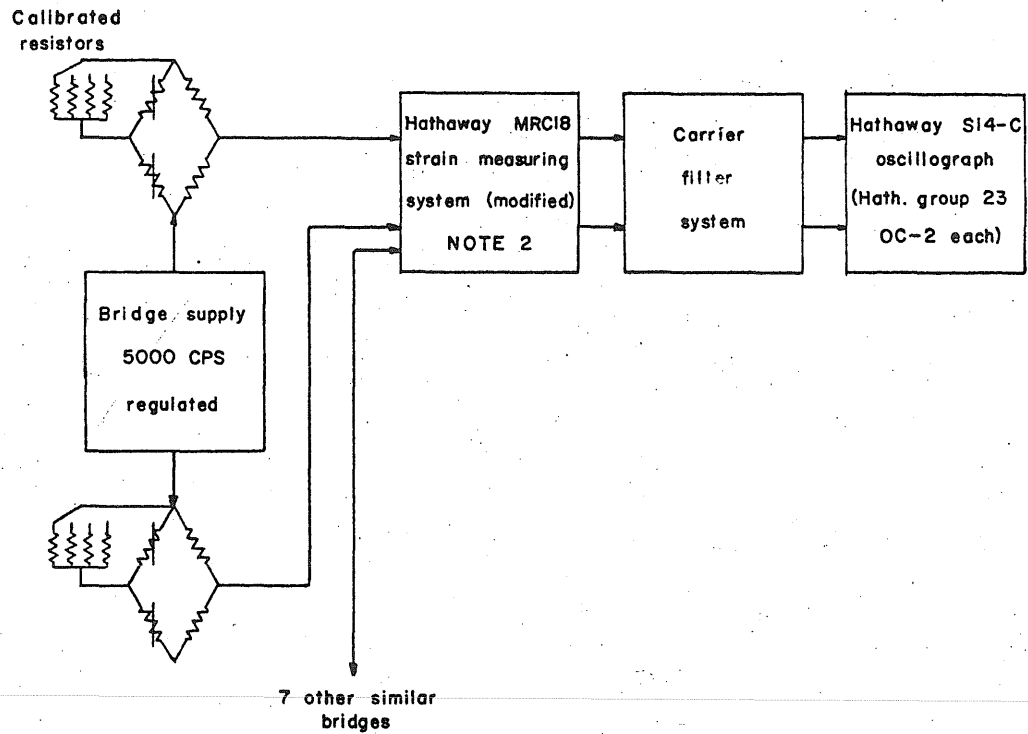 Calibrated
resistors
Hathaway MRC18
strain measuring
system (modified)
NOTE 2
Carrier
filter
system
Hathaway S14-C
oscillograph
(Hath. group 23
OC-2 each)
Bridge supply
5000 CPS
regulated
7 other similar
bridges